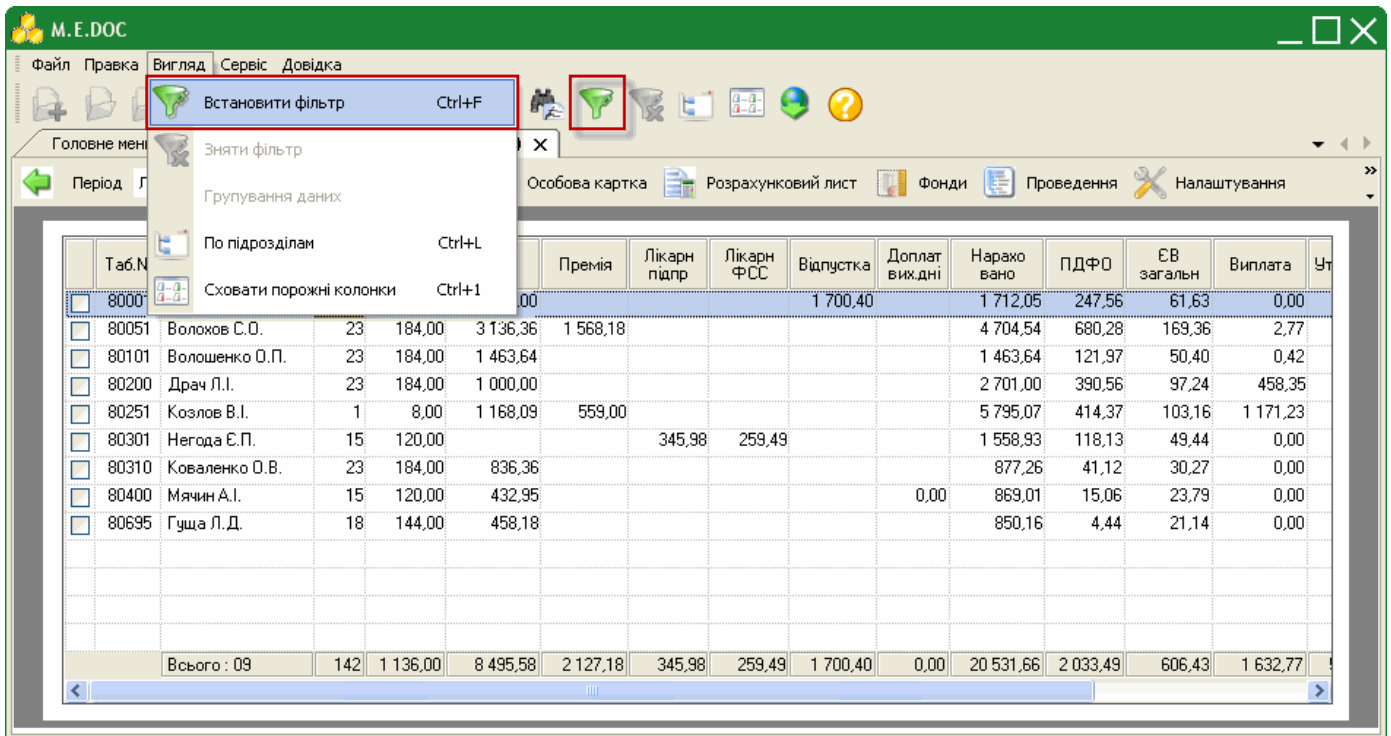 M.E.DOC
Файл Правка Вигляд Сервіс Довідка
Встановити фільтр Ctrl+F
Головне мен
Зняти фільтр
Період Особова картка Розрахунковий лист Фонди Проведення Налаштування »
Групування даних
По підрозділам Ctrl+L
Сховати порожні колонки Ctrl+1
Таб.N Премія Лікарн підпр Лікарн ФСС Відпустка Доплат вих.дні Нарахо вано ПДФО ЄВ загальн Виплата Ут
8000 ,00 1 700,40 1 712,05 247,56 61,63 0,00
80051 Волохов С.О. 23 184,00 3 136,36 1 568,18 4 704,54 680,28 169,36 2,77
80101 Волошенко О.П. 23 184,00 1 463,64 1 463,64 121,97 50,40 0,42
80200 Драч Л.І. 23 184,00 1 000,00 2 701,00 390,56 97,24 458,35
80251 Козлов В.І. 1 8,00 1 168,09 559,00 5 795,07 414,37 103,16 1 171,23
80301 Негода Є.П. 15 120,00 345,98 259,49 1 558,93 118,13 49,44 0,00
80310 Коваленко О.В. 23 184,00 836,36 877,26 41,12 30,27 0,00
80400 Мячин А.І. 15 120,00 432,95 0,00 869,01 15,06 23,79 0,00
80695 Гуща Л.Д. 18 144,00 458,18 850,16 4,44 21,14 0,00
Всього : 09 142 1 136,00 8 495,58 2 127,18 345,98 259,49 1 700,40 0,00 20 531,66 2 033,49 606,43 1 632,77